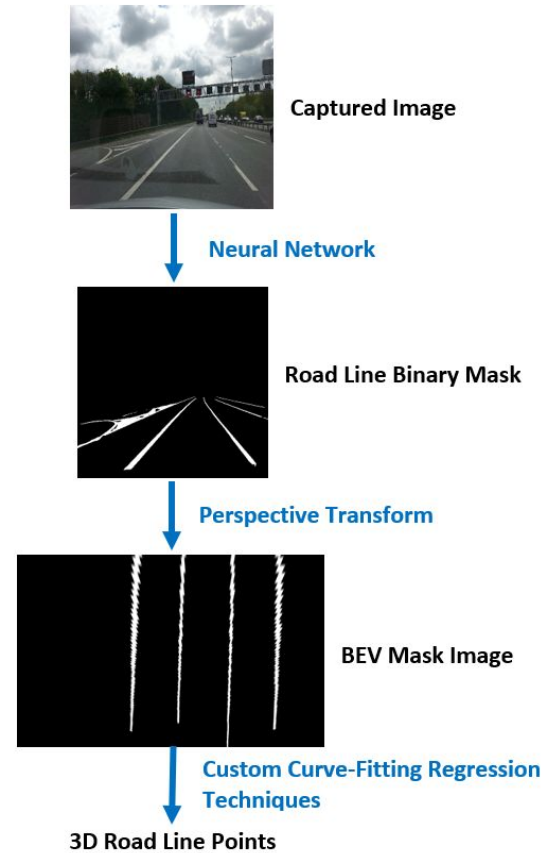 Captured Image
Neural Network
Road Line Binary Mask
Perspective Transform
BEV Mask Image
Custom Curve-Fitting Regression
Techniques
3D Road Line Points